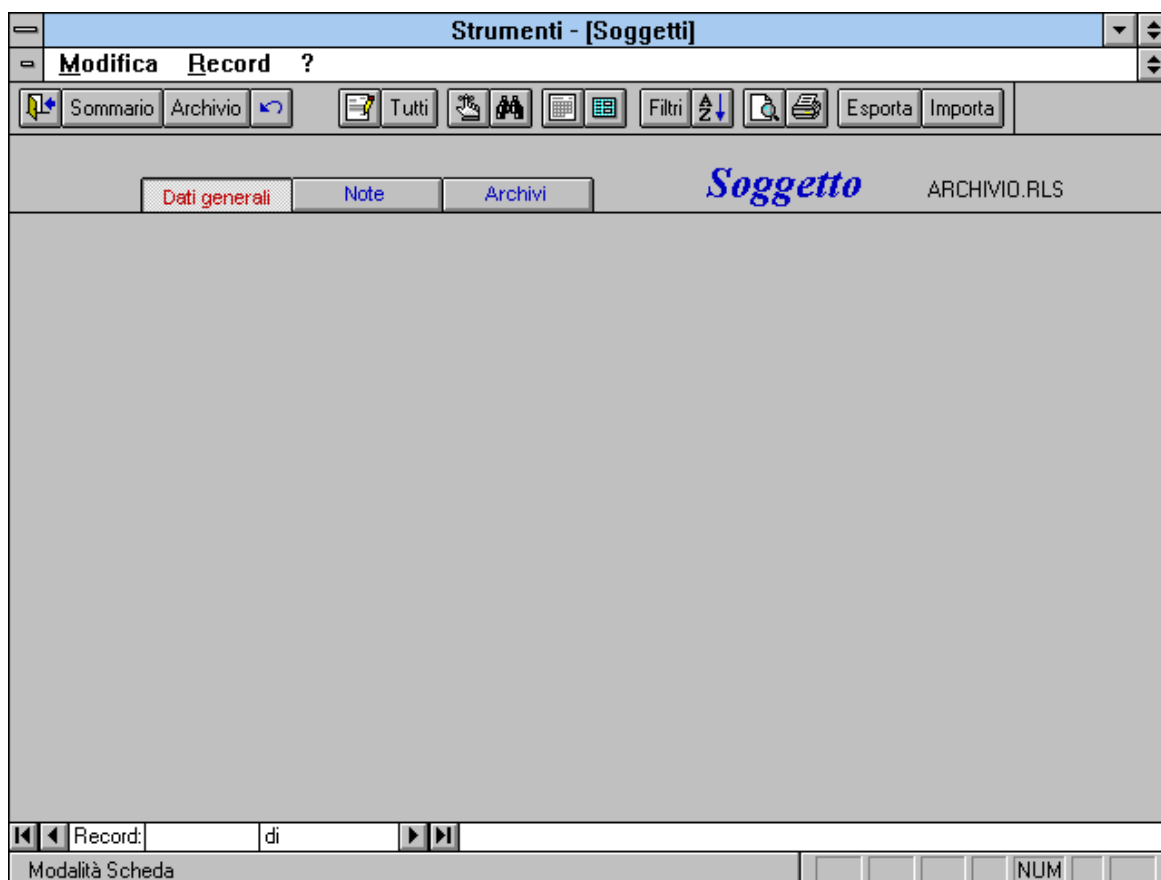 Strumenti - [Soggetti]
Modifica Record ?
Sommario Archivio Tutti Filtri Esporta Importa
Dati generali Note Archivi Soggetto ARCHIVIO.RLS
Record: di
Modalità Scheda NUM